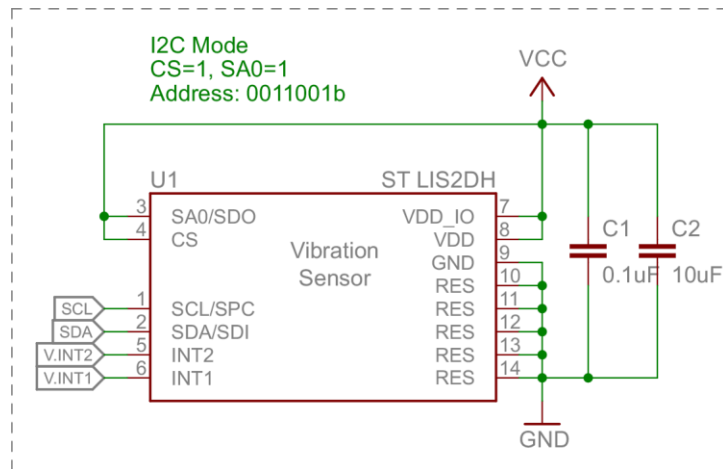 I2C Mode
CS=1, SA0=1
Address: 0011001b
VCC
U1 ST LIS2DH
3 SA0/SDO VDD_IO 7
4 CS VDD 8
Vibration
Sensor
GND 9
RES 10
SCL 1 SCL/SPC RES 11
SDA 2 SDA/SDI RES 12
V.INT2 5 INT2 RES 13
V.INT1 6 INT1 RES 14
C1 C2
0.1uF 10uF
GND